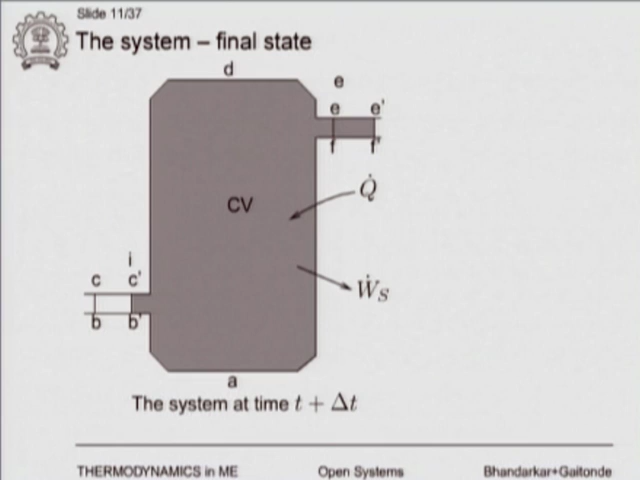 Slide 11/37
The system – final state
d
e
e e'
f f'
Q̇
CV
i
c c'
Ẇ_S
b b'
a
The system at time t + Δt
THERMODYNAMICS in ME Open Systems Bhandarkar+Gaitonde